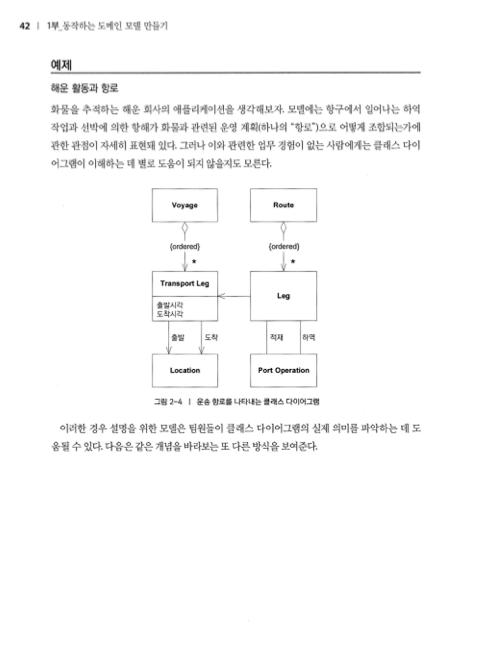 42 | 1부_동작하는 도메인 모델 만들기
예제
해운 활동과 항로
화물을 추적하는 해운 회사의 애플리케이션을 생각해보자. 모델에는 항구에서 일어나는 하역
작업과 선박에 의한 항해가 화물과 관련된 운영 계획(하나의 “항로”)으로 어떻게 조합되는가에
관한 관점이 자세히 표현돼 있다. 그러나 이와 관련한 업무 경험이 없는 사람에게는 클래스 다이
어그램이 이해하는 데 별로 도움이 되지 않을지도 모른다.
Voyage
Route
{ordered}
{ordered}
*
*
Transport Leg
출발시각
도착시각
Leg
출발
도착
적재
하역
Location
Port Operation
그림 2-4 | 운송 항로를 나타내는 클래스 다이어그램
이러한 경우 설명을 위한 모델은 팀원들이 클래스 다이어그램의 실제 의미를 파악하는 데 도
움될 수 있다. 다음은 같은 개념을 바라보는 또 다른 방식을 보여준다.